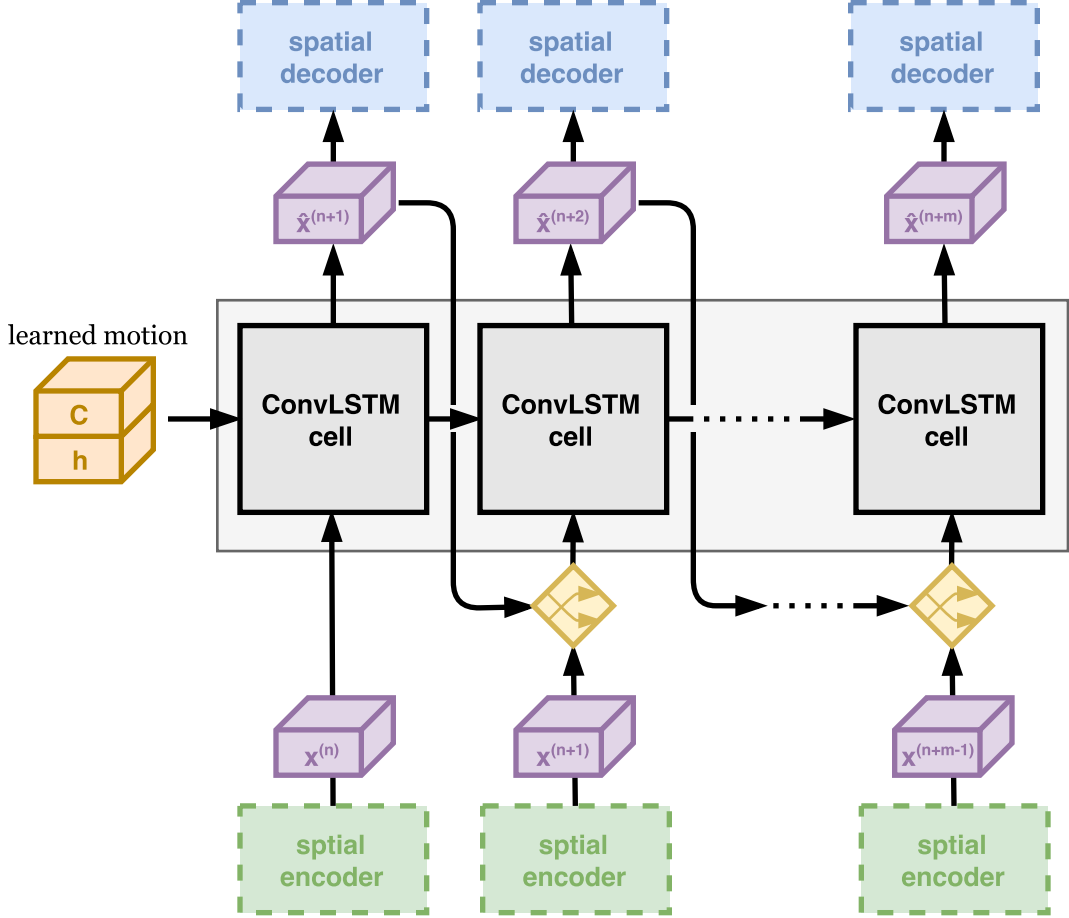 spatial
decoder
spatial
decoder
spatial
decoder
x̂(n+1)
x̂(n+2)
x̂(n+m)
learned motion
C
h
ConvLSTM
cell
ConvLSTM
cell
ConvLSTM
cell
x(n)
x(n+1)
x(n+m-1)
sptial
encoder
sptial
encoder
sptial
encoder